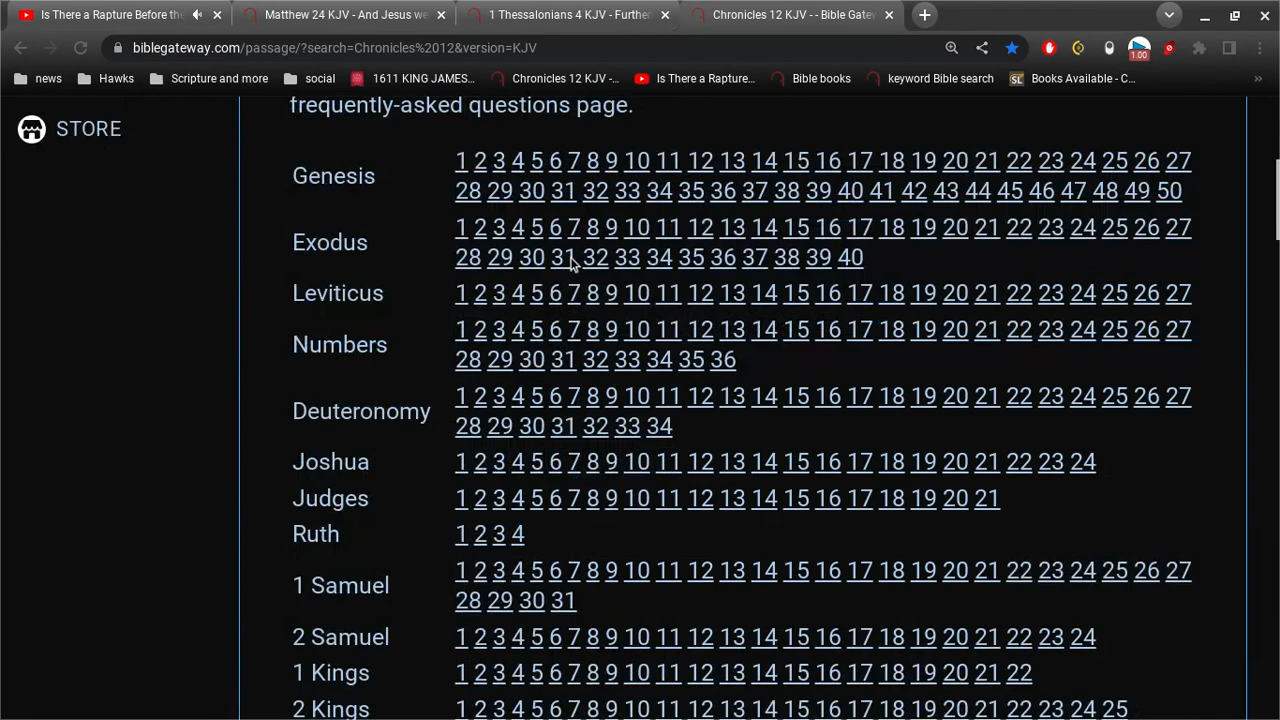 Is There a Rapture Before the
Matthew 24 KJV - And Jesus we
1 Thessalonians 4 KJV - Further
Chronicles 12 KJV - - Bible Gatew
biblegateway.com/passage/?search=Chronicles%2012&version=KJV
1.00
news
Hawks
Scripture and more
social
1611 KING JAMES...
Chronicles 12 KJV -...
Is There a Rapture...
Bible books
keyword Bible search
SL
Books Available - C...
»
STORE
frequently-asked questions page.
Genesis
1 2 3 4 5 6 7 8 9 10 11 12 13 14 15 16 17 18 19 20 21 22 23 24 25 26 27
28 29 30 31 32 33 34 35 36 37 38 39 40 41 42 43 44 45 46 47 48 49 50
Exodus
1 2 3 4 5 6 7 8 9 10 11 12 13 14 15 16 17 18 19 20 21 22 23 24 25 26 27
28 29 30 31 32 33 34 35 36 37 38 39 40
Leviticus
1 2 3 4 5 6 7 8 9 10 11 12 13 14 15 16 17 18 19 20 21 22 23 24 25 26 27
Numbers
1 2 3 4 5 6 7 8 9 10 11 12 13 14 15 16 17 18 19 20 21 22 23 24 25 26 27
28 29 30 31 32 33 34 35 36
Deuteronomy
1 2 3 4 5 6 7 8 9 10 11 12 13 14 15 16 17 18 19 20 21 22 23 24 25 26 27
28 29 30 31 32 33 34
Joshua
1 2 3 4 5 6 7 8 9 10 11 12 13 14 15 16 17 18 19 20 21 22 23 24
Judges
1 2 3 4 5 6 7 8 9 10 11 12 13 14 15 16 17 18 19 20 21
Ruth
1 2 3 4
1 Samuel
1 2 3 4 5 6 7 8 9 10 11 12 13 14 15 16 17 18 19 20 21 22 23 24 25 26 27
28 29 30 31
2 Samuel
1 2 3 4 5 6 7 8 9 10 11 12 13 14 15 16 17 18 19 20 21 22 23 24
1 Kings
1 2 3 4 5 6 7 8 9 10 11 12 13 14 15 16 17 18 19 20 21 22
2 Kings
1 2 3 4 5 6 7 8 9 10 11 12 13 14 15 16 17 18 19 20 21 22 23 24 25